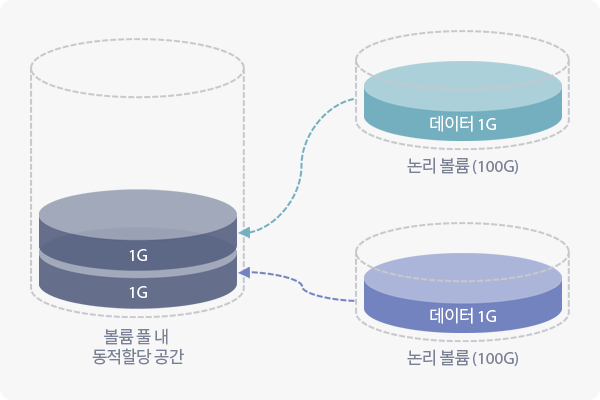 1G
1G
볼륨 풀 내
동적할당 공간
데이터 1G
논리 볼륨 (100G)
데이터 1G
논리 볼륨 (100G)